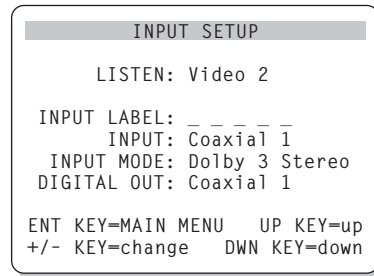 INPUT SETUP
LISTEN: Video 2
INPUT LABEL: _ _ _ _ _
INPUT: Coaxial 1
INPUT MODE: Dolby 3 Stereo
DIGITAL OUT: Coaxial 1
ENT KEY=MAIN MENU UP KEY=up
+/- KEY=change DWN KEY=down